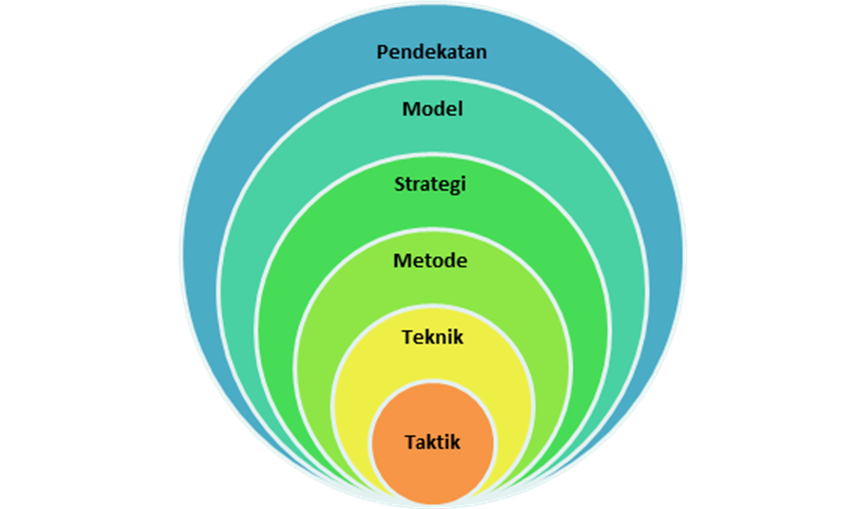 Pendekatan
Model
Strategi
Metode
Teknik
Taktik